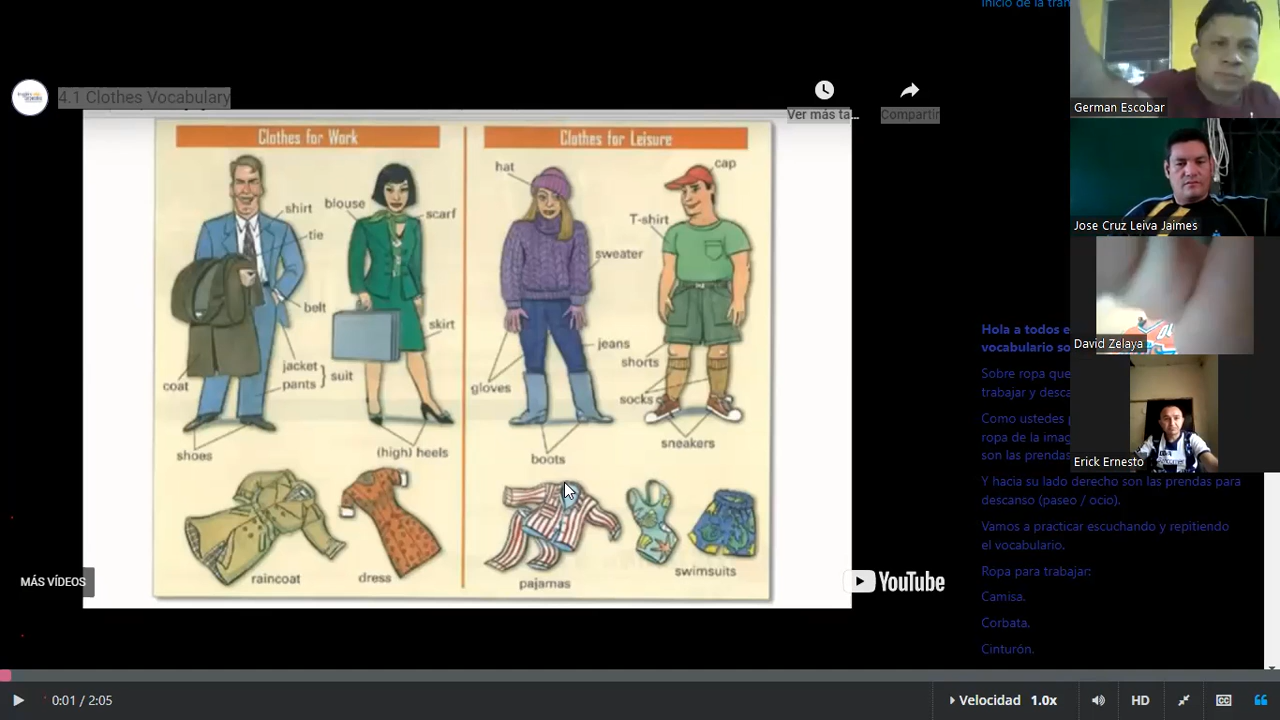 4.1 Clothes Vocabulary
Ver más ta...
Compartir
Clothes for Work
shirt
blouse
scarf
tie
belt
skirt
jacket
pants
suit
coat
shoes
(high) heels
raincoat
dress
Clothes for Leisure
hat
cap
T-shirt
sweater
jeans
shorts
gloves
socks
sneakers
boots
pajamas
swimsuits
MÁS VÍDEOS
YouTube
Inicio de la tran
Hola a todos e
vocabulario so
Sobre ropa que
trabajar y desca
Como ustedes p
ropa de la imag
son las prendas
Y hacia su lado derecho son las prendas para
descanso (paseo / ocio).
Vamos a practicar escuchando y repitiendo
el vocabulario.
Ropa para trabajar:
Camisa.
Corbata.
Cinturón.
German Escobar
Jose Cruz Leiva Jaimes
David Zelaya
Erick Ernesto
0:01 / 2:05
Velocidad 1.0x
HD